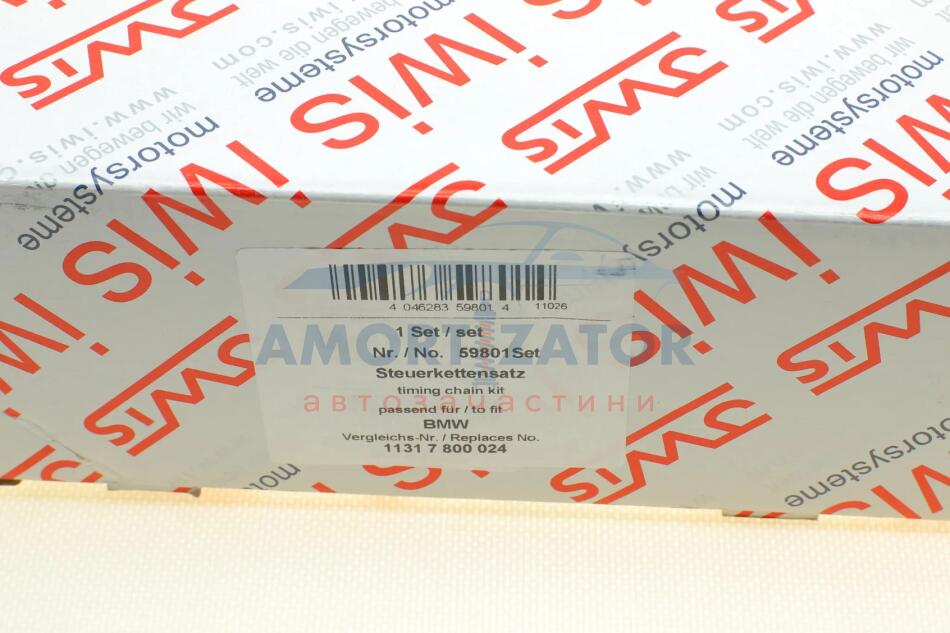 iwis
motorsysteme
wir bewegen die welt
www.iwis.com
4 046283 59801 4
11026
1 Set / set
AMORTIZATOR
Nr. / No. 59801Set
Steuerkettensatz
timing chain kit
автозапчастини
passend für / to fit
BMW
Vergleichs-Nr. / Replaces No.
1131 7 800 024